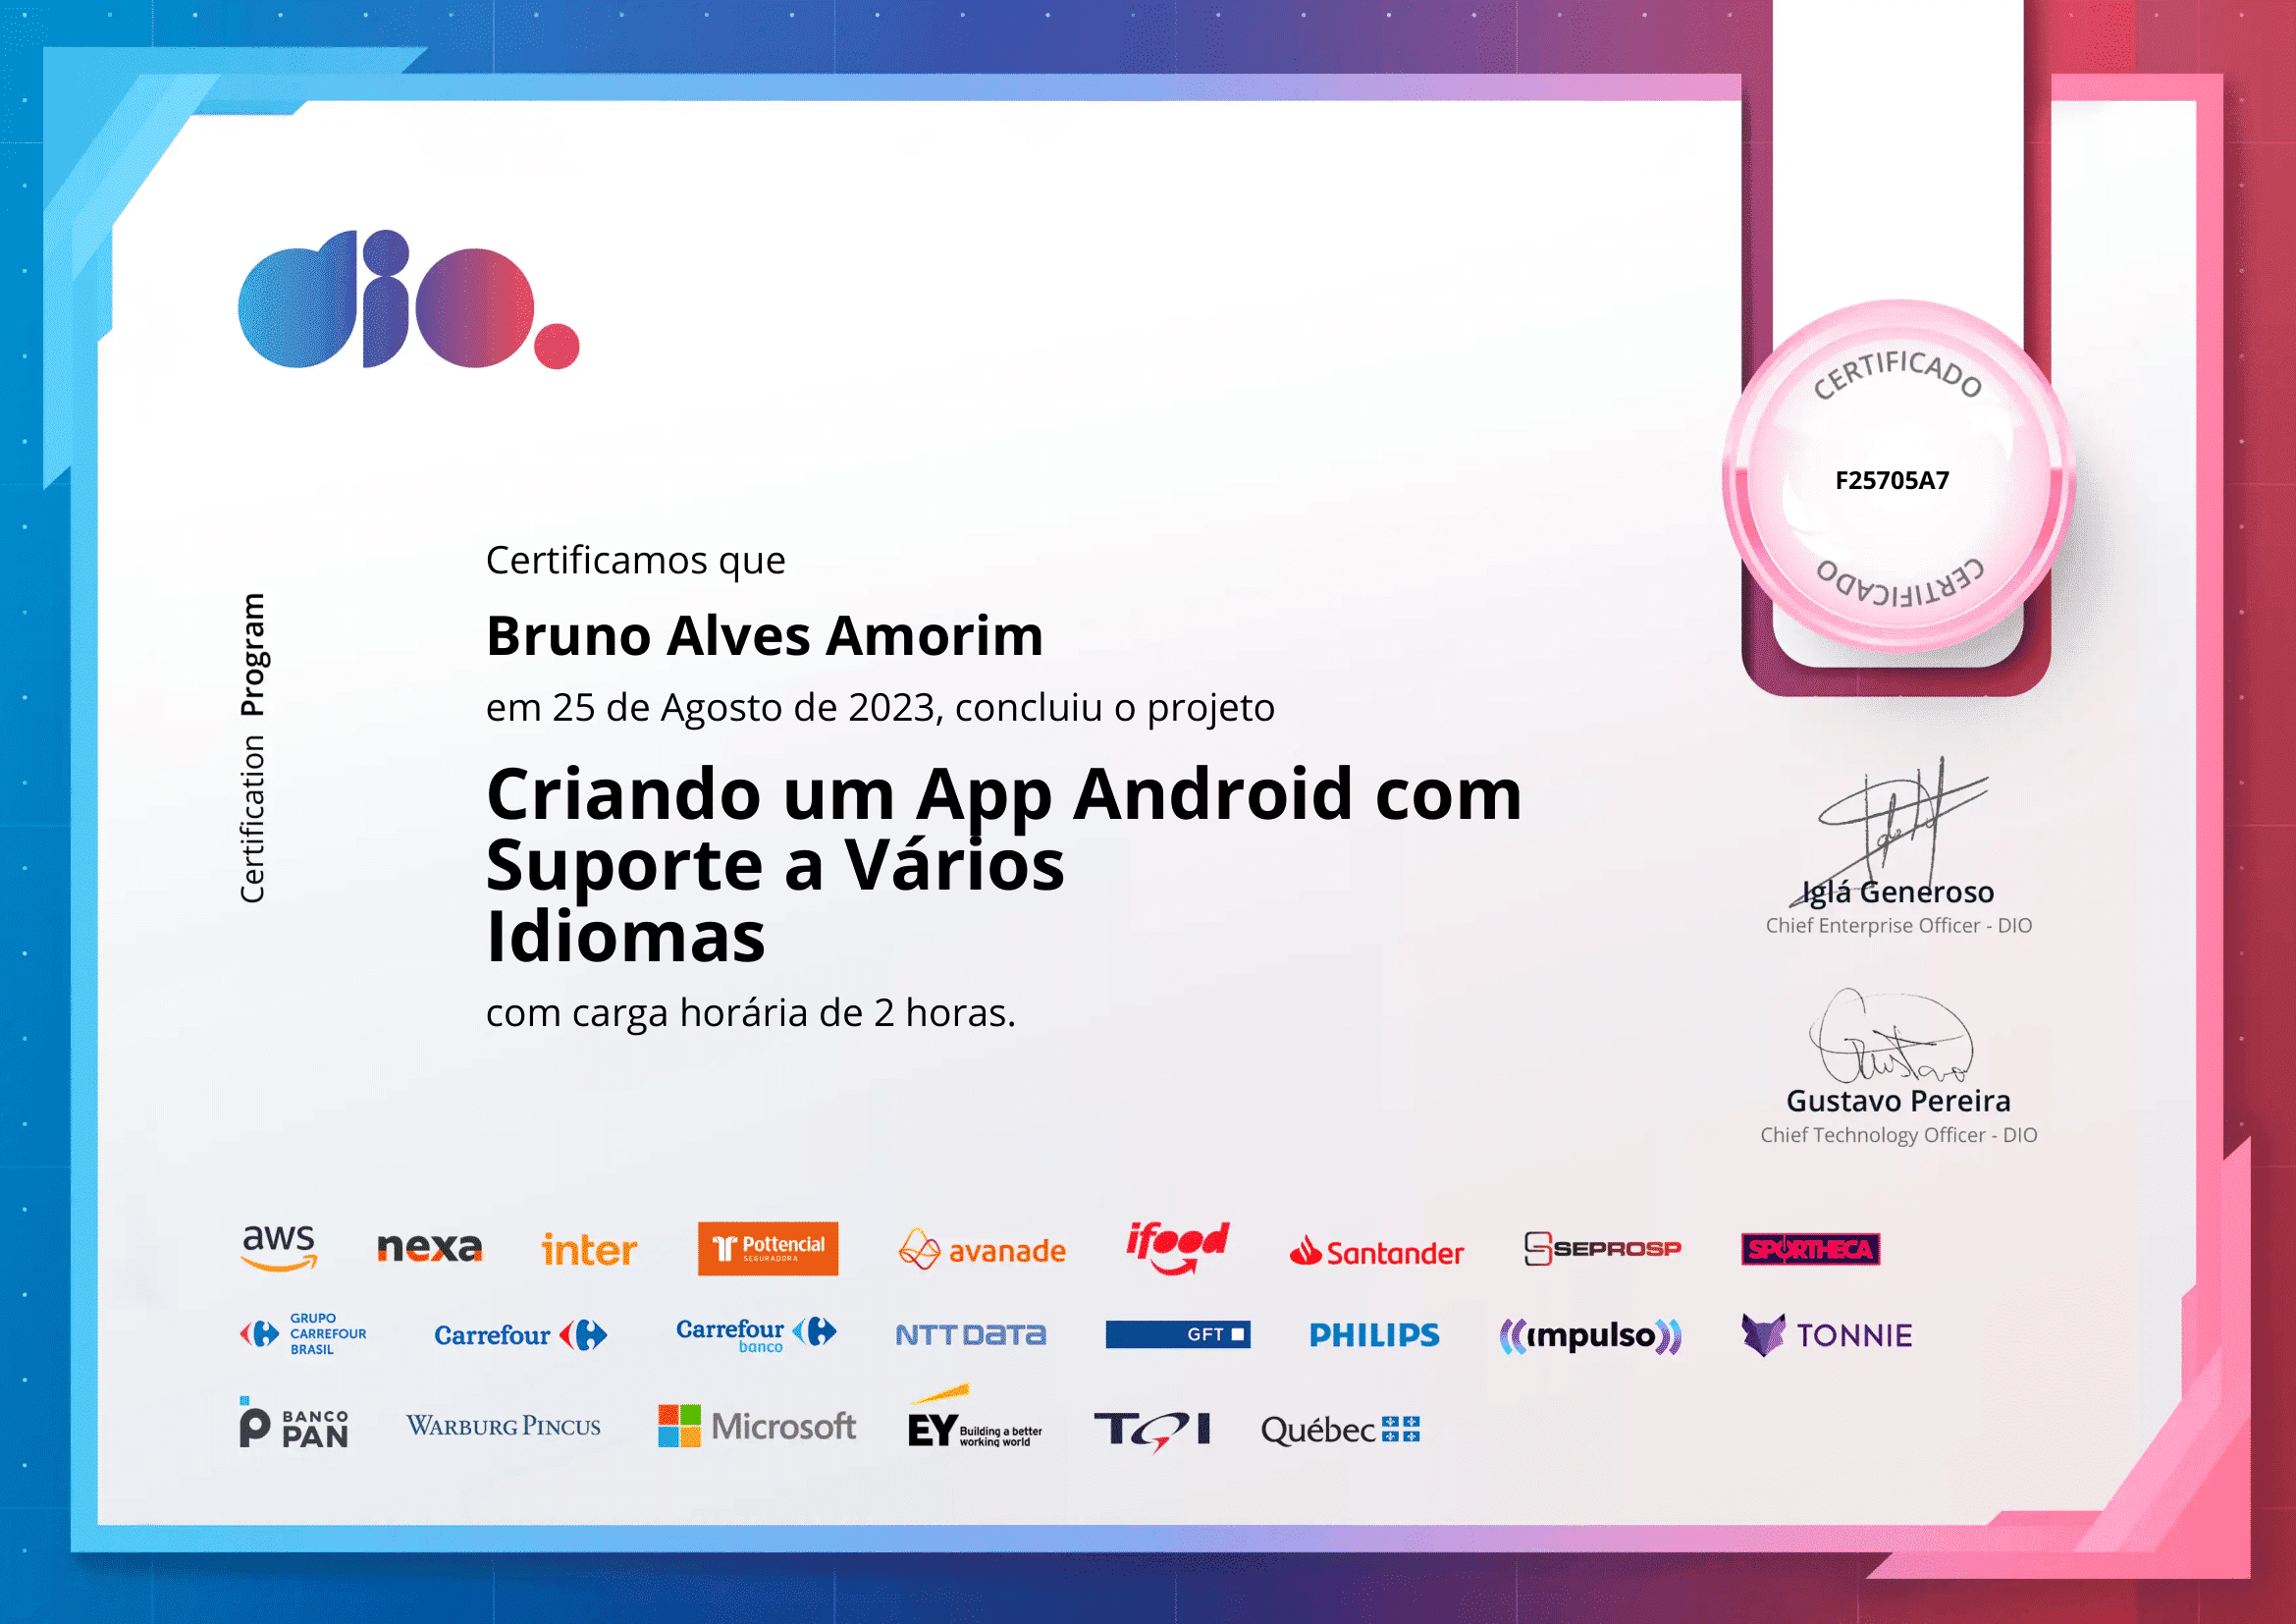 dio.
CERTIFICADO
F25705A7
CERTIFICADO
Certification Program
Certificamos que
Bruno Alves Amorim
em 25 de Agosto de 2023, concluiu o projeto
Criando um App Android com
Suporte a Vários
Idiomas
com carga horária de 2 horas.
Iglá Generoso
Chief Enterprise Officer - DIO
Gustavo
Gustavo Pereira
Chief Technology Officer - DIO
aws
nexa
inter
Pottencial
SEGURADORA
avanade
ifood
Santander
SEPROSP
SPORTHECA
GRUPO
CARREFOUR
BRASIL
Carrefour
Carrefour
banco
NTT DATA
GFT
PHILIPS
impulso
TONNIE
BANCO
PAN
WARBURG PINCUS
Microsoft
EY Building a better
working world
TQI
Québec